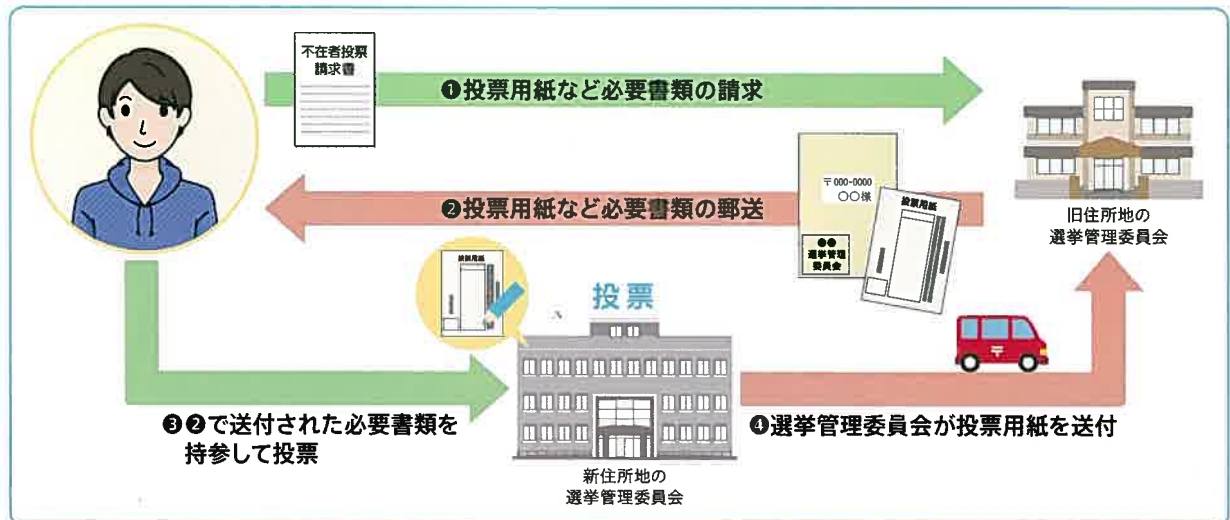 不在者投票
請求書
❶投票用紙など必要書類の請求
〒000-0000
○○様
投票用紙
●●
選挙管理
委員会
❷投票用紙など必要書類の郵送
旧住所地の
選挙管理委員会
投票用紙
投票
〒
❸❷で送付された必要書類を
持参して投票
新住所地の
選挙管理委員会
❹選挙管理委員会が投票用紙を送付